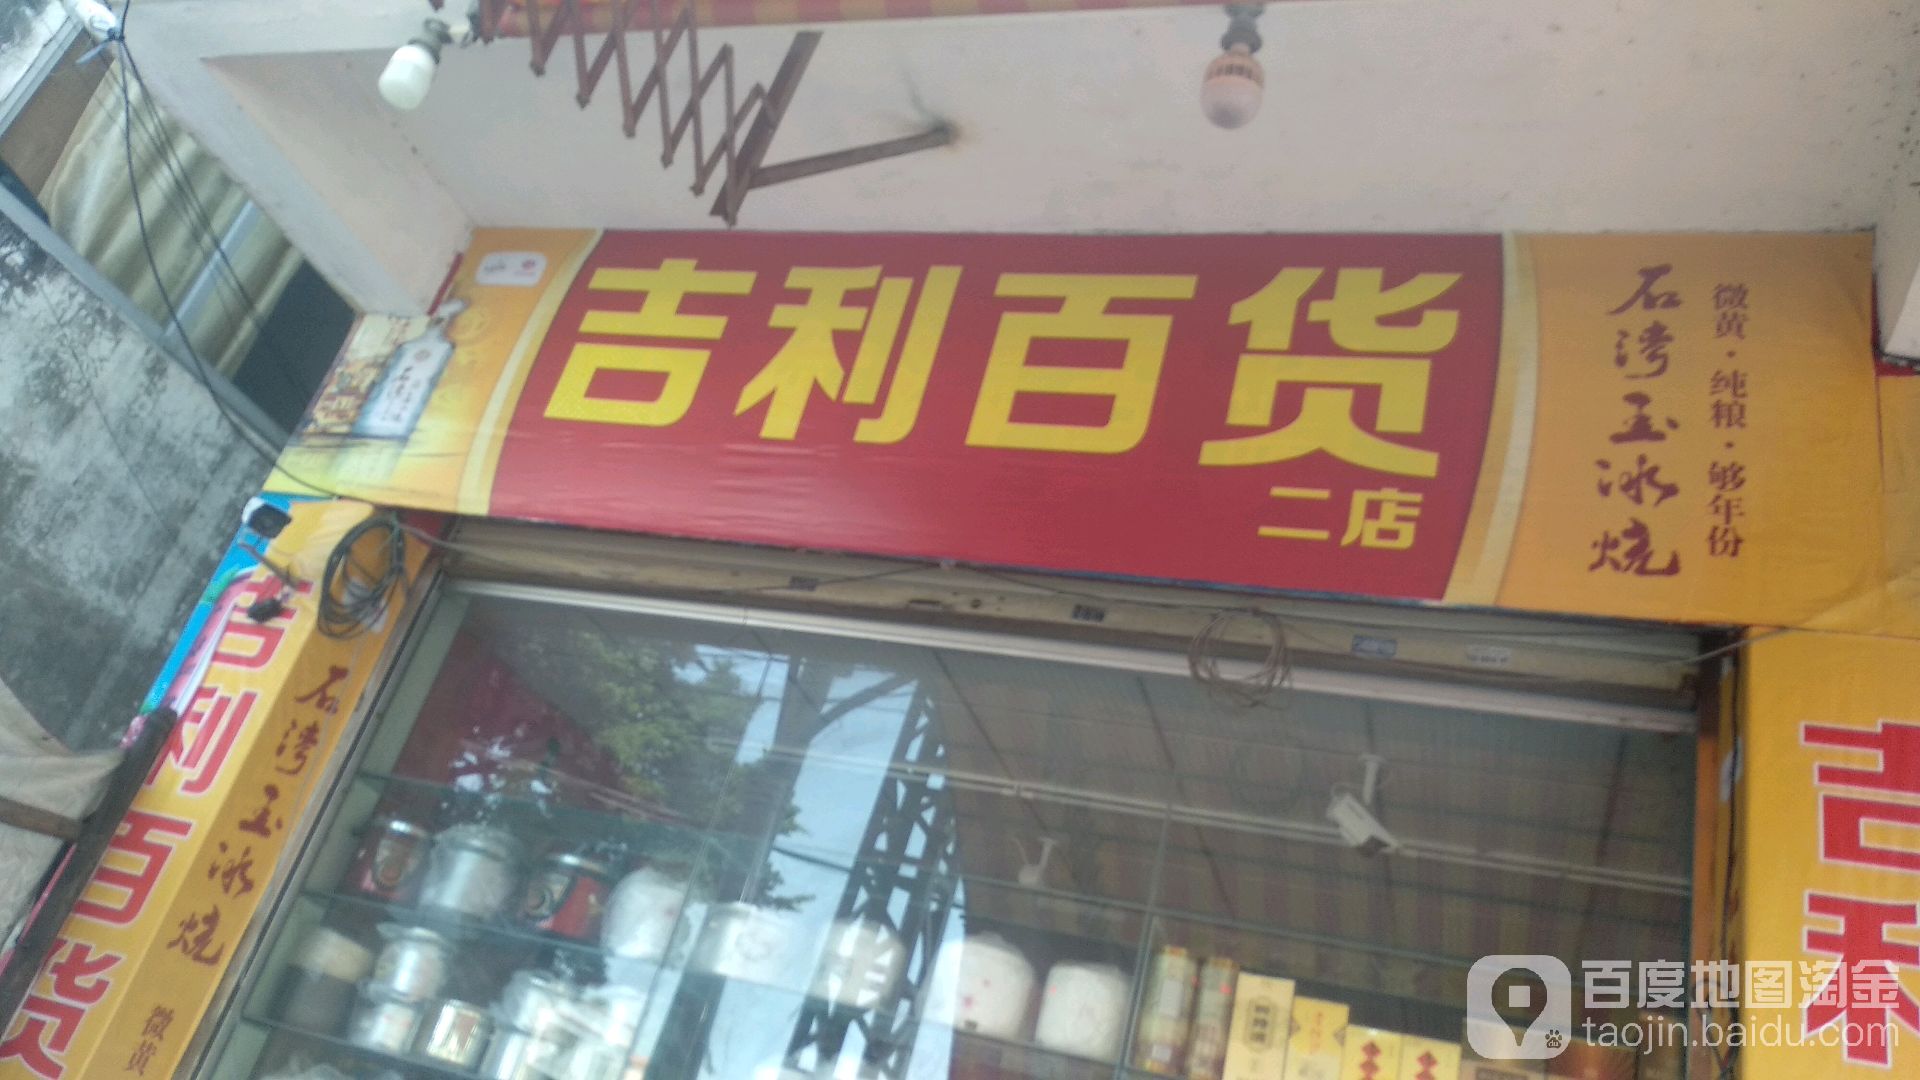 吉利百货
二店
石湾玉冰烧
微黄·纯粮·够年份
吉利百货
石湾玉冰烧
微黄
吉利
百度地图淘金
taojin.baidu.com